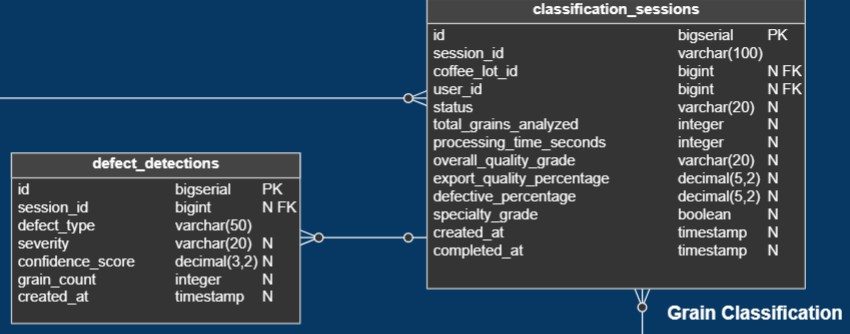 classification_sessions
id bigserial PK
session_id varchar(100)
coffee_lot_id bigint N FK
user_id bigint N FK
status varchar(20) N
total_grains_analyzed integer N
processing_time_seconds integer N
overall_quality_grade varchar(20) N
export_quality_percentage decimal(5,2) N
defective_percentage decimal(5,2) N
specialty_grade boolean N
created_at timestamp N
completed_at timestamp N
defect_detections
id bigserial PK
session_id bigint N FK
defect_type varchar(50)
severity varchar(20) N
confidence_score decimal(3,2) N
grain_count integer N
created_at timestamp N
Grain Classification